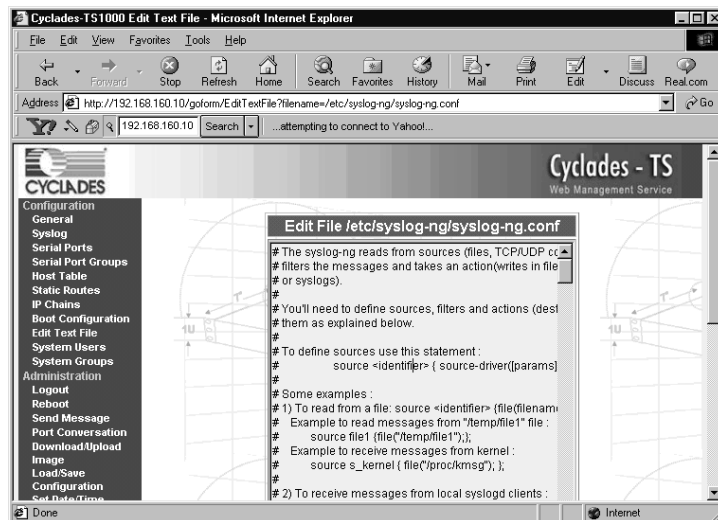 Cyclades-TS1000 Edit Text File - Microsoft Internet Explorer
File Edit View Favorites Tools Help
Back Forward Stop Refresh Home Search Favorites History Mail Print Edit Discuss Real.com
Address http://192.168.160.10/goform/EditTextFile?filename=/etc/syslog-ng/syslog-ng.conf Go
Y? 192.168.160.10 Search ...attempting to connect to Yahoo!...
CYCLADES
Cyclades - TS
Web Management Service
Configuration
General
Syslog
Serial Ports
Serial Port Groups
Host Table
Static Routes
IP Chains
Boot Configuration
Edit Text File
System Users
System Groups
Administration
Logout
Reboot
Send Message
Port Conversation
Download/Upload
Image
Load/Save
Configuration
Set Date/Time
1U
Edit File /etc/syslog-ng/syslog-ng.conf
# The syslog-ng reads from sources (files, TCP/UDP co
# filters the messages and takes an action(writes in file
# or syslogs).
#
# You'll need to define sources, filters and actions (dest
# them as explained below.
#
# To define sources use this statement :
# source <identifier> { source-driver([params]
#
# Some examples :
# 1) To read from a file: source <identifier> {file(filenam
# Example to read messages from "/temp/file1" file :
# source file1 {file("/temp/file1");};
# Example to receive messages from kernel :
# source s_kernel { file("/proc/kmsg"); };
#
# 2) To receive messages from local syslogd clients :
1U
Done Internet